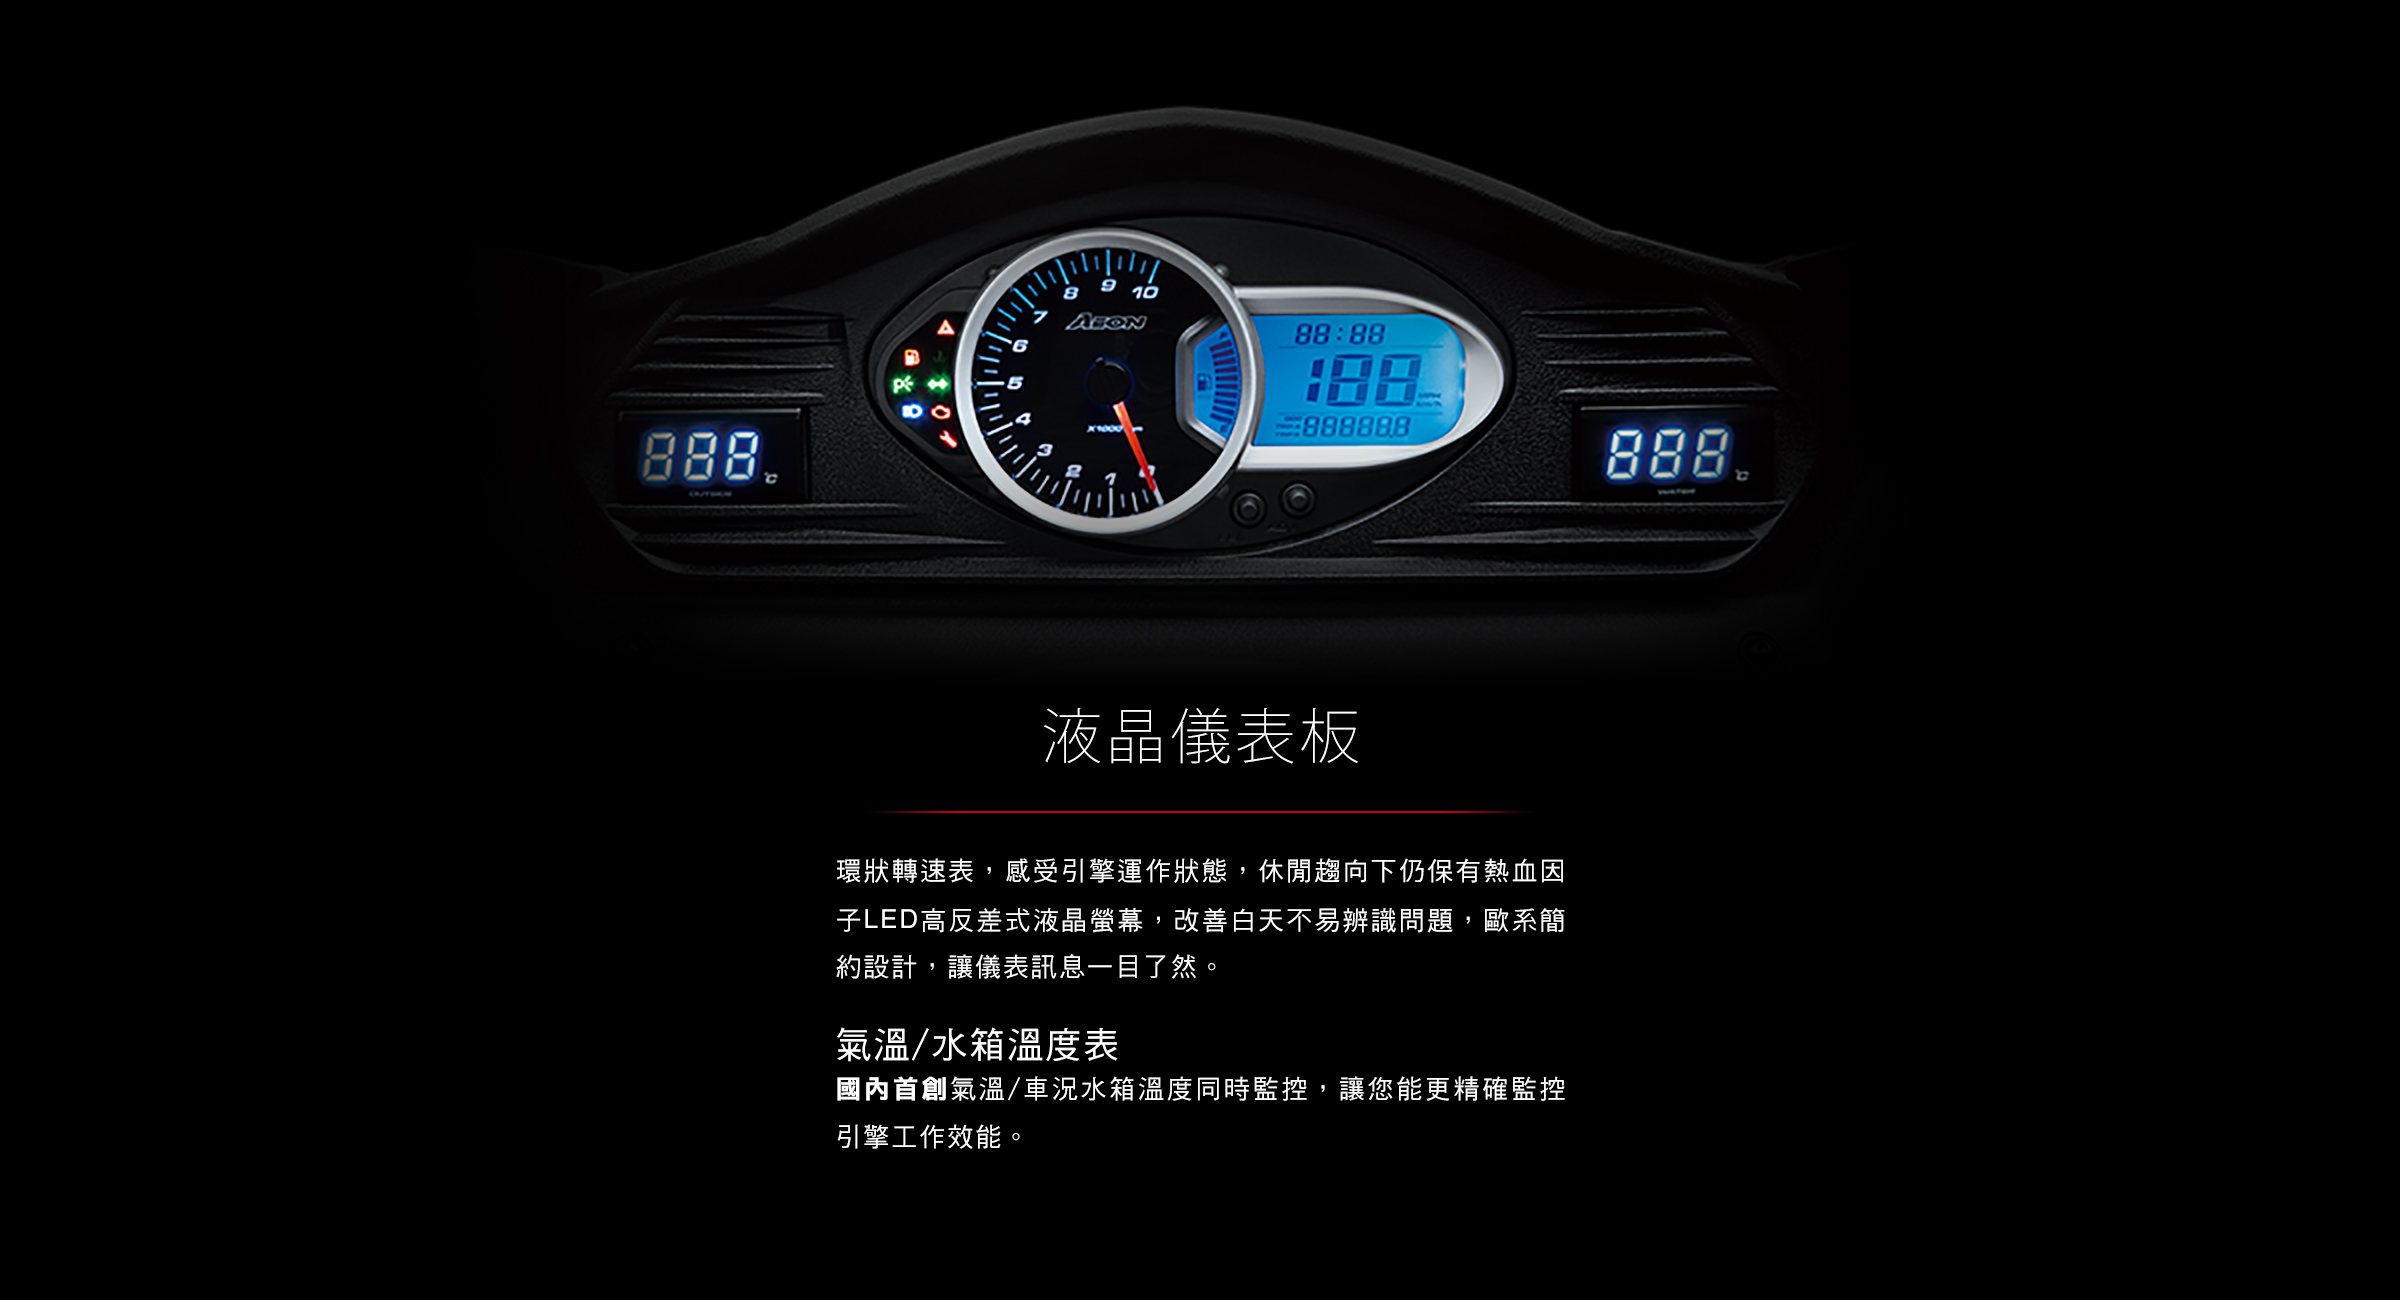 10
9
8
7
AEON
6
88:88
5
188
4
X1000
888888
3
888
℃
888
℃
2
1
0
OUTSIDE
WATER
液晶儀表板
環狀轉速表，感受引擎運作狀態，休閒趨向下仍保有熱血因
子LED高反差式液晶螢幕，改善白天不易辨識問題，歐系簡
約設計，讓儀表訊息一目了然。
氣溫/水箱溫度表
國內首創氣溫/車況水箱溫度同時監控，讓您能更精確監控
引擎工作效能。